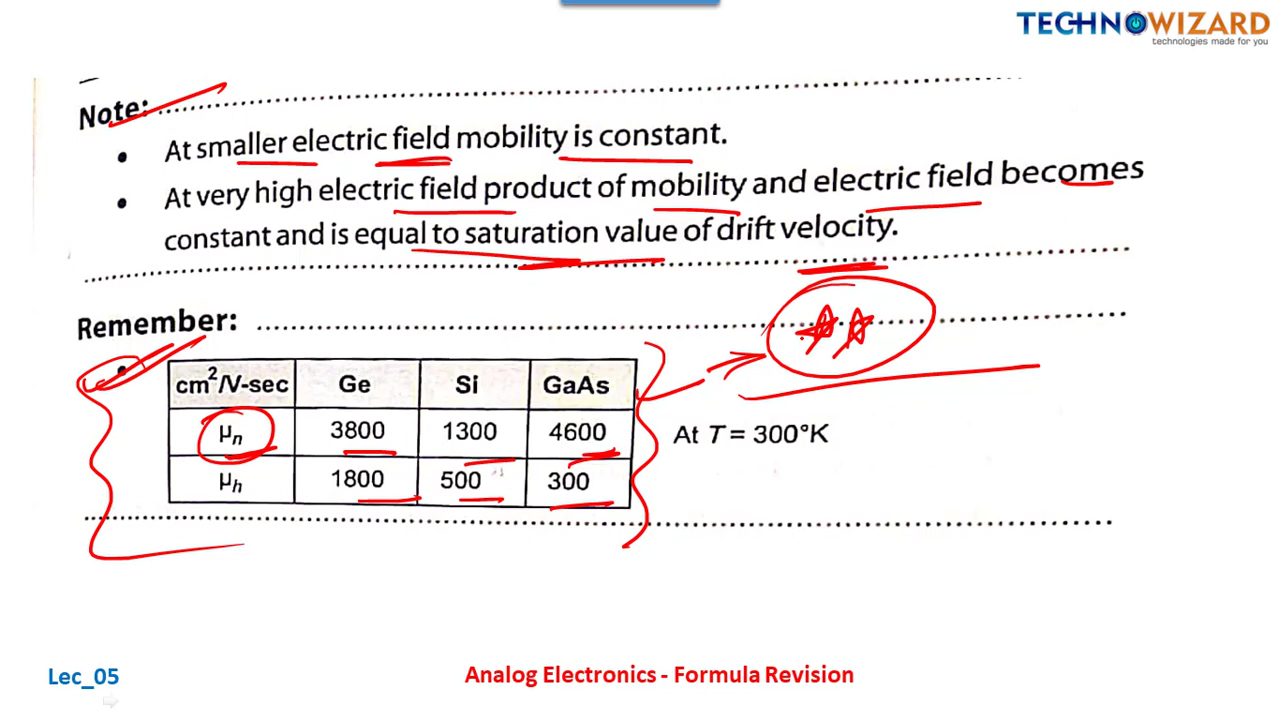 TECHNOWIZARD
technologies made for you
Note:
• At smaller electric field mobility is constant.
• At very high electric field product of mobility and electric field becomes
constant and is equal to saturation value of drift velocity.
Remember:
•
cm²/V-sec Ge Si GaAs
μn 3800 1300 4600
At T = 300°K
μh 1800 500 300
Lec_05
Analog Electronics - Formula Revision